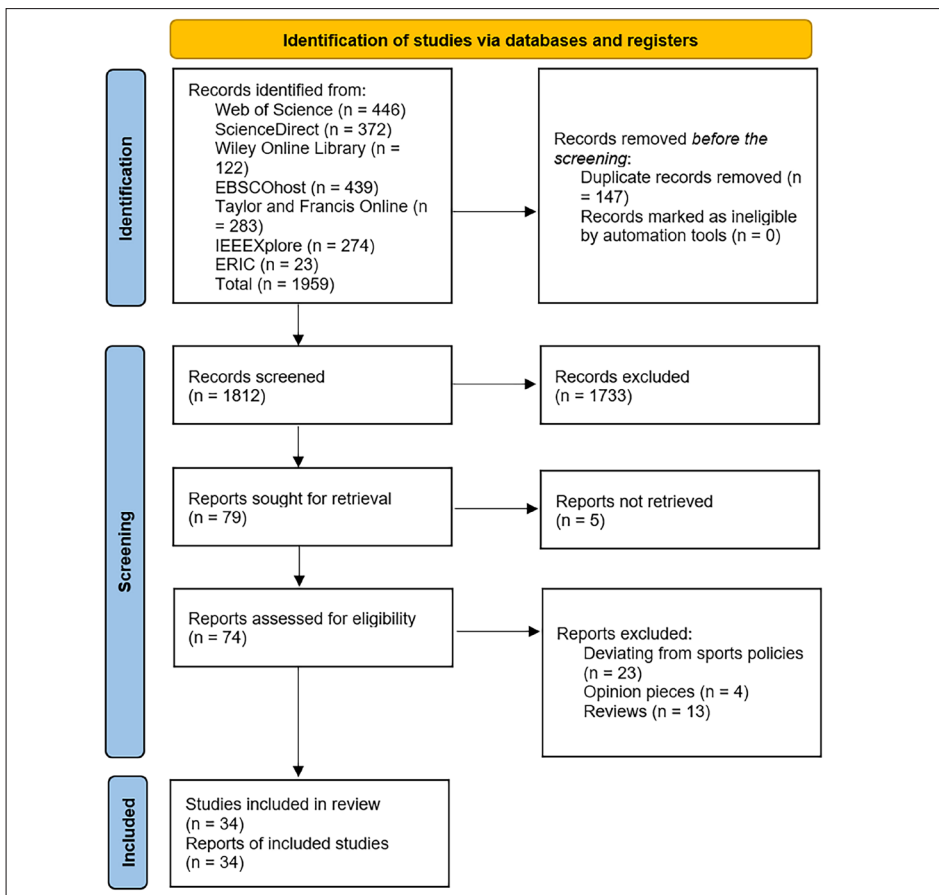 Identification of studies via databases and registers
Identification
Records identified from:
Web of Science (n = 446)
ScienceDirect (n = 372)
Wiley Online Library (n =
122)
EBSCOhost (n = 439)
Taylor and Francis Online (n
= 283)
IEEEXplore (n = 274)
ERIC (n = 23)
Total (n = 1959)
Records removed before the
screening:
Duplicate records removed (n
= 147)
Records marked as ineligible
by automation tools (n = 0)
Screening
Records screened
(n = 1812)
Records excluded
(n = 1733)
Reports sought for retrieval
(n = 79)
Reports not retrieved
(n = 5)
Reports assessed for eligibility
(n = 74)
Reports excluded:
Deviating from sports policies
(n = 23)
Opinion pieces (n = 4)
Reviews (n = 13)
Included
Studies included in review
(n = 34)
Reports of included studies
(n = 34)